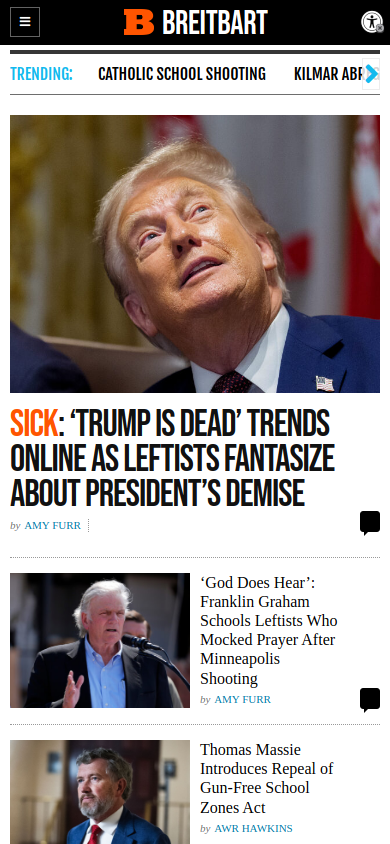 BREITBART
TRENDING: CATHOLIC SCHOOL SHOOTING KILMAR
SICK: ‘TRUMP IS DEAD’ TRENDS
ONLINE AS LEFTISTS FANTASIZE
ABOUT PRESIDENT’S DEMISE
by AMY FURR
‘God Does Hear’:
Franklin Graham
Schools Leftists Who
Mocked Prayer After
Minneapolis
Shooting
by AMY FURR
Thomas Massie
Introduces Repeal of
Gun-Free School
Zones Act
by AWR HAWKINS